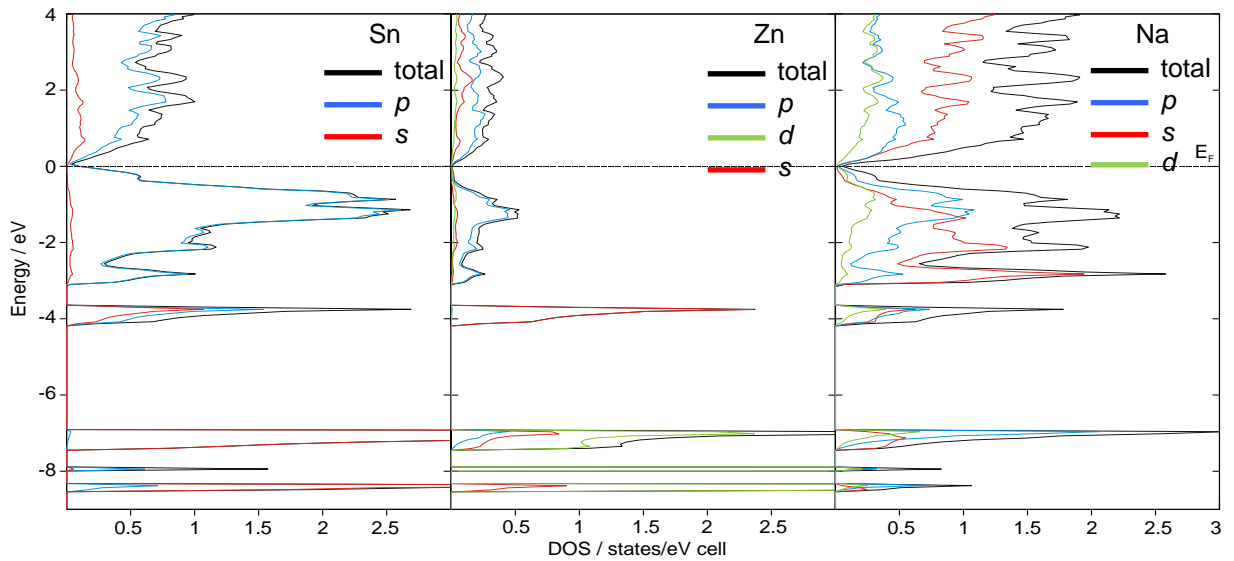 4
2
0
-2
-4
-6
-8
Energy / eV
Sn
total
p
s
Zn
total
p
d
s
Na
total
p
s
d
E_F
0.5 1 1.5 2 2.5
0.5 1 1.5 2 2.5
0.5 1 1.5 2 2.5 3
DOS / states/eV cell